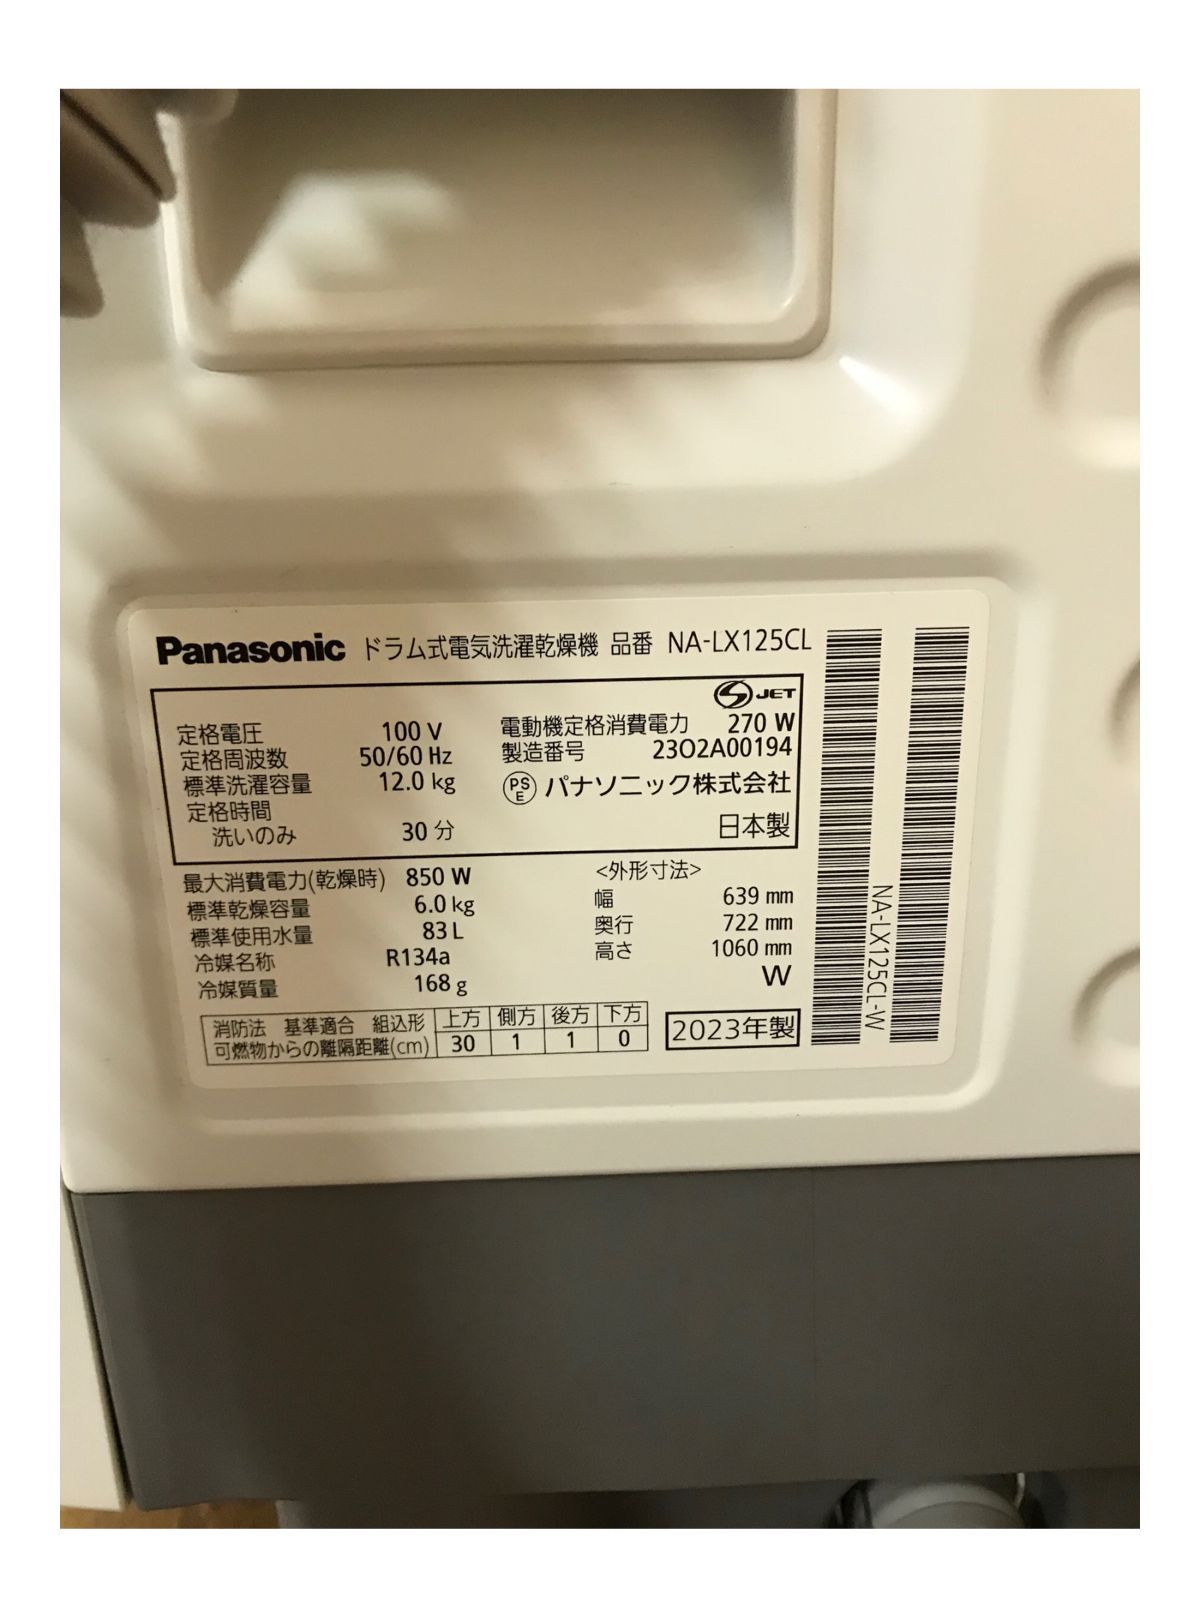 Panasonic ドラム式電気洗濯乾燥機 品番 NA-LX125CL
S JET
定格電圧 100 V
定格周波数 50/60 Hz
標準洗濯容量 12.0 kg
定格時間
洗いのみ 30 分
電動機定格消費電力 270 W
製造番号 23O2A00194
PS E パナソニック株式会社
日本製
最大消費電力(乾燥時) 850 W
標準乾燥容量 6.0 kg
標準使用水量 83 L
冷媒名称 R134a
冷媒質量 168 g
<外形寸法>
幅 639 mm
奥行 722 mm
高さ 1060 mm
W
消防法 基準適合 組込形 上方 側方 後方 下方
可燃物からの離隔距離(cm) 30 1 1 0
2023年製
NA-LX125CL-W